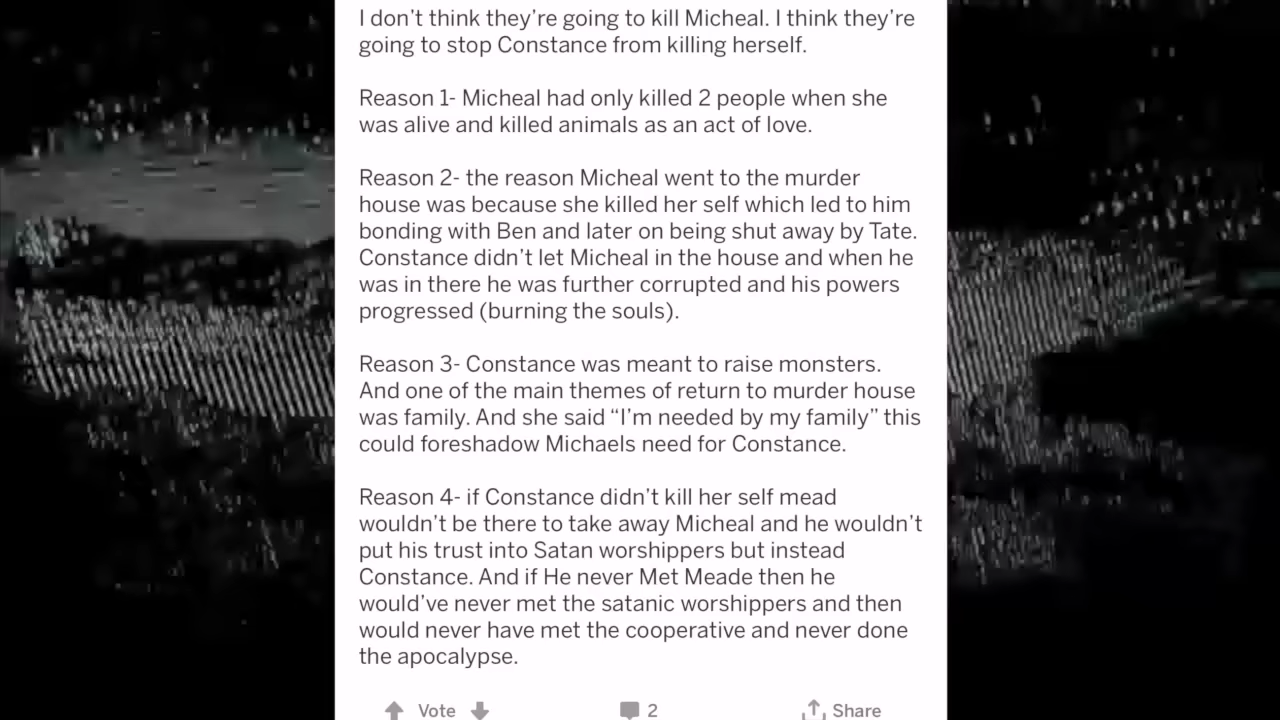 I don’t think they’re going to kill Micheal. I think they’re
going to stop Constance from killing herself.
Reason 1- Micheal had only killed 2 people when she
was alive and killed animals as an act of love.
Reason 2- the reason Micheal went to the murder
house was because she killed her self which led to him
bonding with Ben and later on being shut away by Tate.
Constance didn’t let Micheal in the house and when he
was in there he was further corrupted and his powers
progressed (burning the souls).
Reason 3- Constance was meant to raise monsters.
And one of the main themes of return to murder house
was family. And she said “I’m needed by my family” this
could foreshadow Michaels need for Constance.
Reason 4- if Constance didn’t kill her self mead
wouldn’t be there to take away Micheal and he wouldn’t
put his trust into Satan worshippers but instead
Constance. And if He never Met Meade then he
would’ve never met the satanic worshippers and then
would never have met the cooperative and never done
the apocalypse.
Vote 2 Share